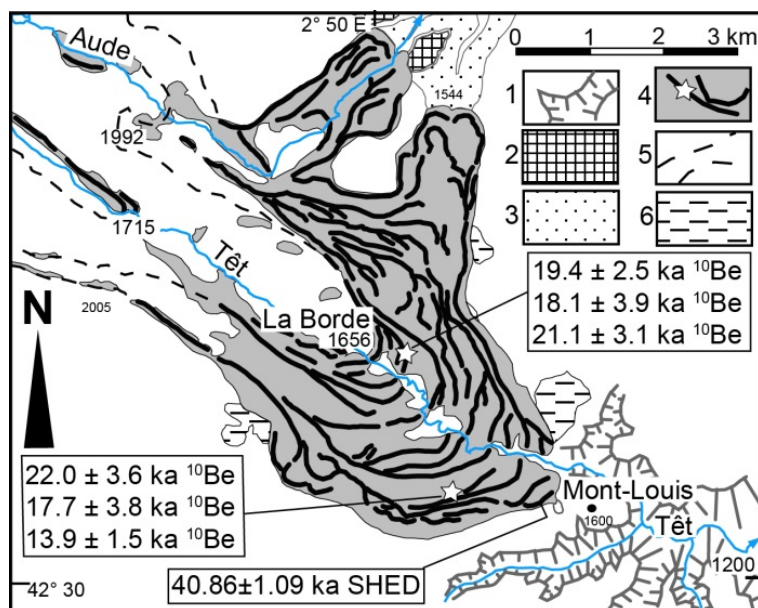 2° 50 E
0 1 2 3 km
Aude
1544
1 4
1992
2 5
3 6
1715
Têt
19.4 ± 2.5 ka ¹⁰Be
18.1 ± 3.9 ka ¹⁰Be
21.1 ± 3.1 ka ¹⁰Be
2005
N
La Borde
1656
22.0 ± 3.6 ka ¹⁰Be
17.7 ± 3.8 ka ¹⁰Be
13.9 ± 1.5 ka ¹⁰Be
Mont-Louis
1600
Têt
1200
40.86±1.09 ka SHED
42° 30